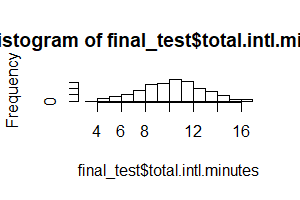 istogram of final_test$total.intl.mi
Frequency
0
4 6 8 12 16
final_test$total.intl.minutes